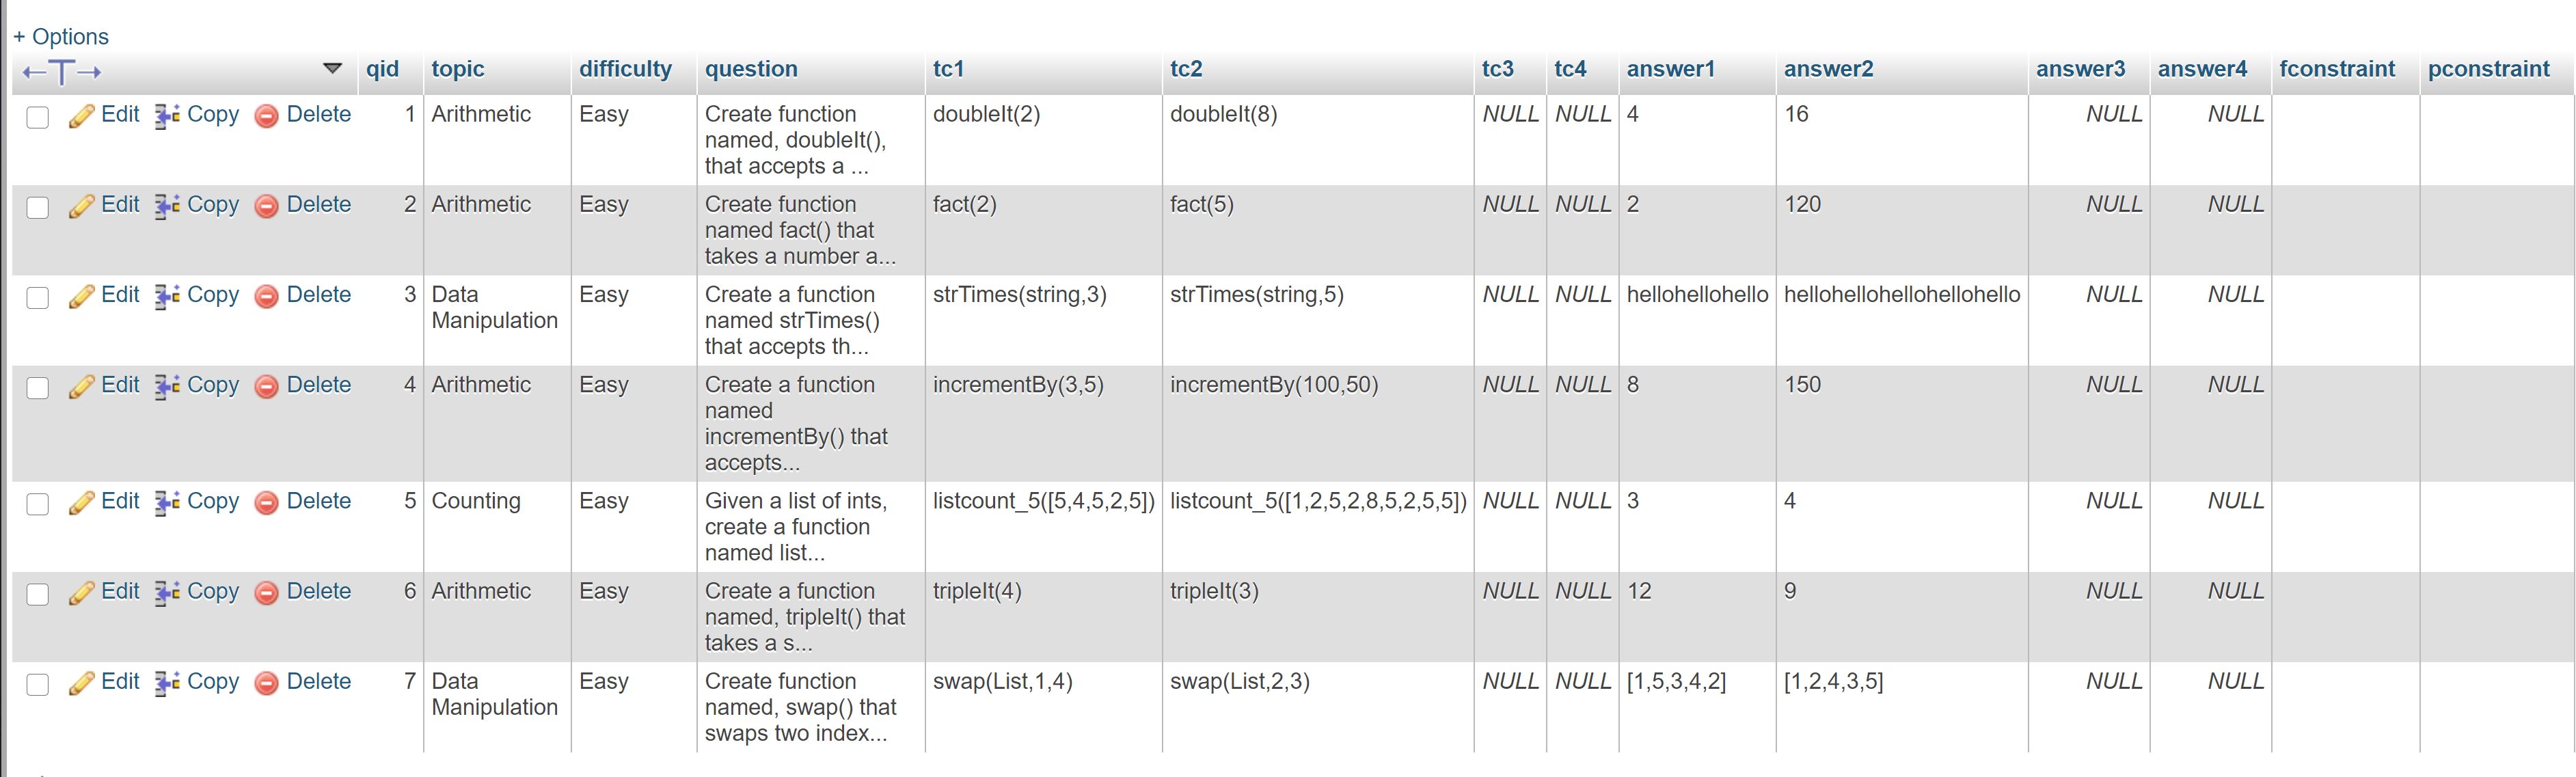 + Options
←T→ qid topic difficulty question tc1 tc2 tc3 tc4 answer1 answer2 answer3 answer4 fconstraint pconstraint
Edit Copy Delete 1 Arithmetic Easy Create function doubleIt(2) doubleIt(8) NULL NULL 4 16 NULL NULL
named, doubleIt(),
that accepts a ...
Edit Copy Delete 2 Arithmetic Easy Create function fact(2) fact(5) NULL NULL 2 120 NULL NULL
named fact() that
takes a number a...
Edit Copy Delete 3 Data Easy Create a function strTimes(string,3) strTimes(string,5) NULL NULL hellohellohello hellohellohellohellohello NULL NULL
Manipulation named strTimes()
that accepts th...
Edit Copy Delete 4 Arithmetic Easy Create a function incrementBy(3,5) incrementBy(100,50) NULL NULL 8 150 NULL NULL
named
incrementBy() that
accepts...
Edit Copy Delete 5 Counting Easy Given a list of ints, listcount_5([5,4,5,2,5]) listcount_5([1,2,5,2,8,5,2,5,5]) NULL NULL 3 4 NULL NULL
create a function
named list...
Edit Copy Delete 6 Arithmetic Easy Create a function tripleIt(4) tripleIt(3) NULL NULL 12 9 NULL NULL
named, tripleIt() that
takes a s...
Edit Copy Delete 7 Data Easy Create function swap(List,1,4) swap(List,2,3) NULL NULL [1,5,3,4,2] [1,2,4,3,5] NULL NULL
Manipulation named, swap() that
swaps two index...